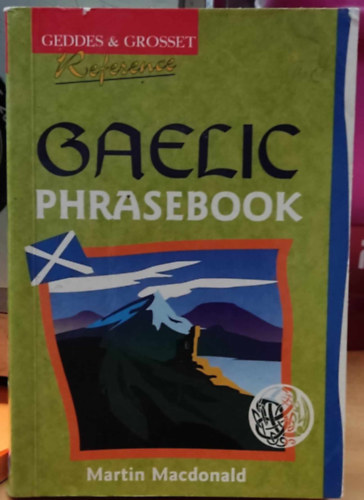 GEDDES & GROSSET
Reference
GAELIC
PHRASEBOOK
Martin Macdonald